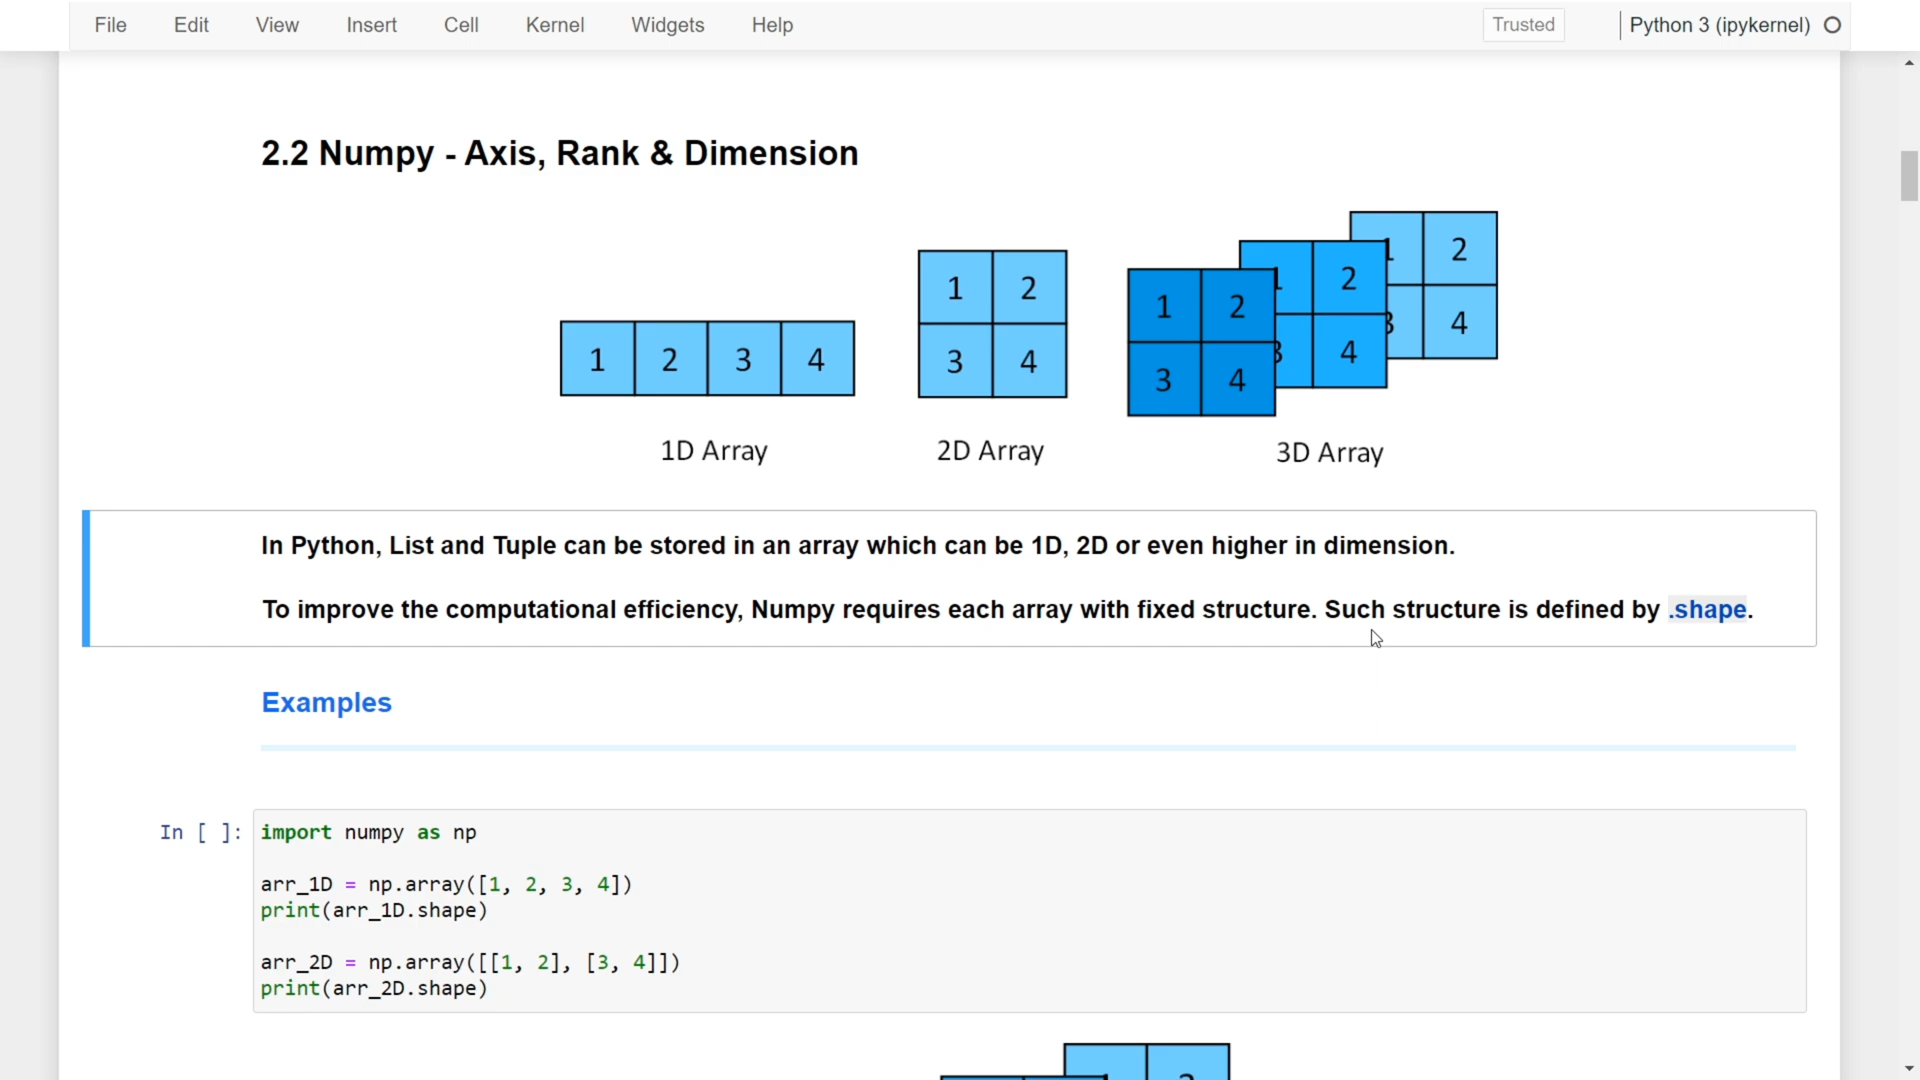 File Edit View Insert Cell Kernel Widgets Help Trusted Python 3 (ipykernel)
2.2 Numpy - Axis, Rank & Dimension
1 2 3 4
1D Array
1 2
3 4
2D Array
1 2
3 4
1 2
3 4
1 2
3 4
3D Array
In Python, List and Tuple can be stored in an array which can be 1D, 2D or even higher in dimension.
To improve the computational efficiency, Numpy requires each array with fixed structure. Such structure is defined by .shape.
Examples
In [ ]: import numpy as np
arr_1D = np.array([1, 2, 3, 4])
print(arr_1D.shape)
arr_2D = np.array([[1, 2], [3, 4]])
print(arr_2D.shape)